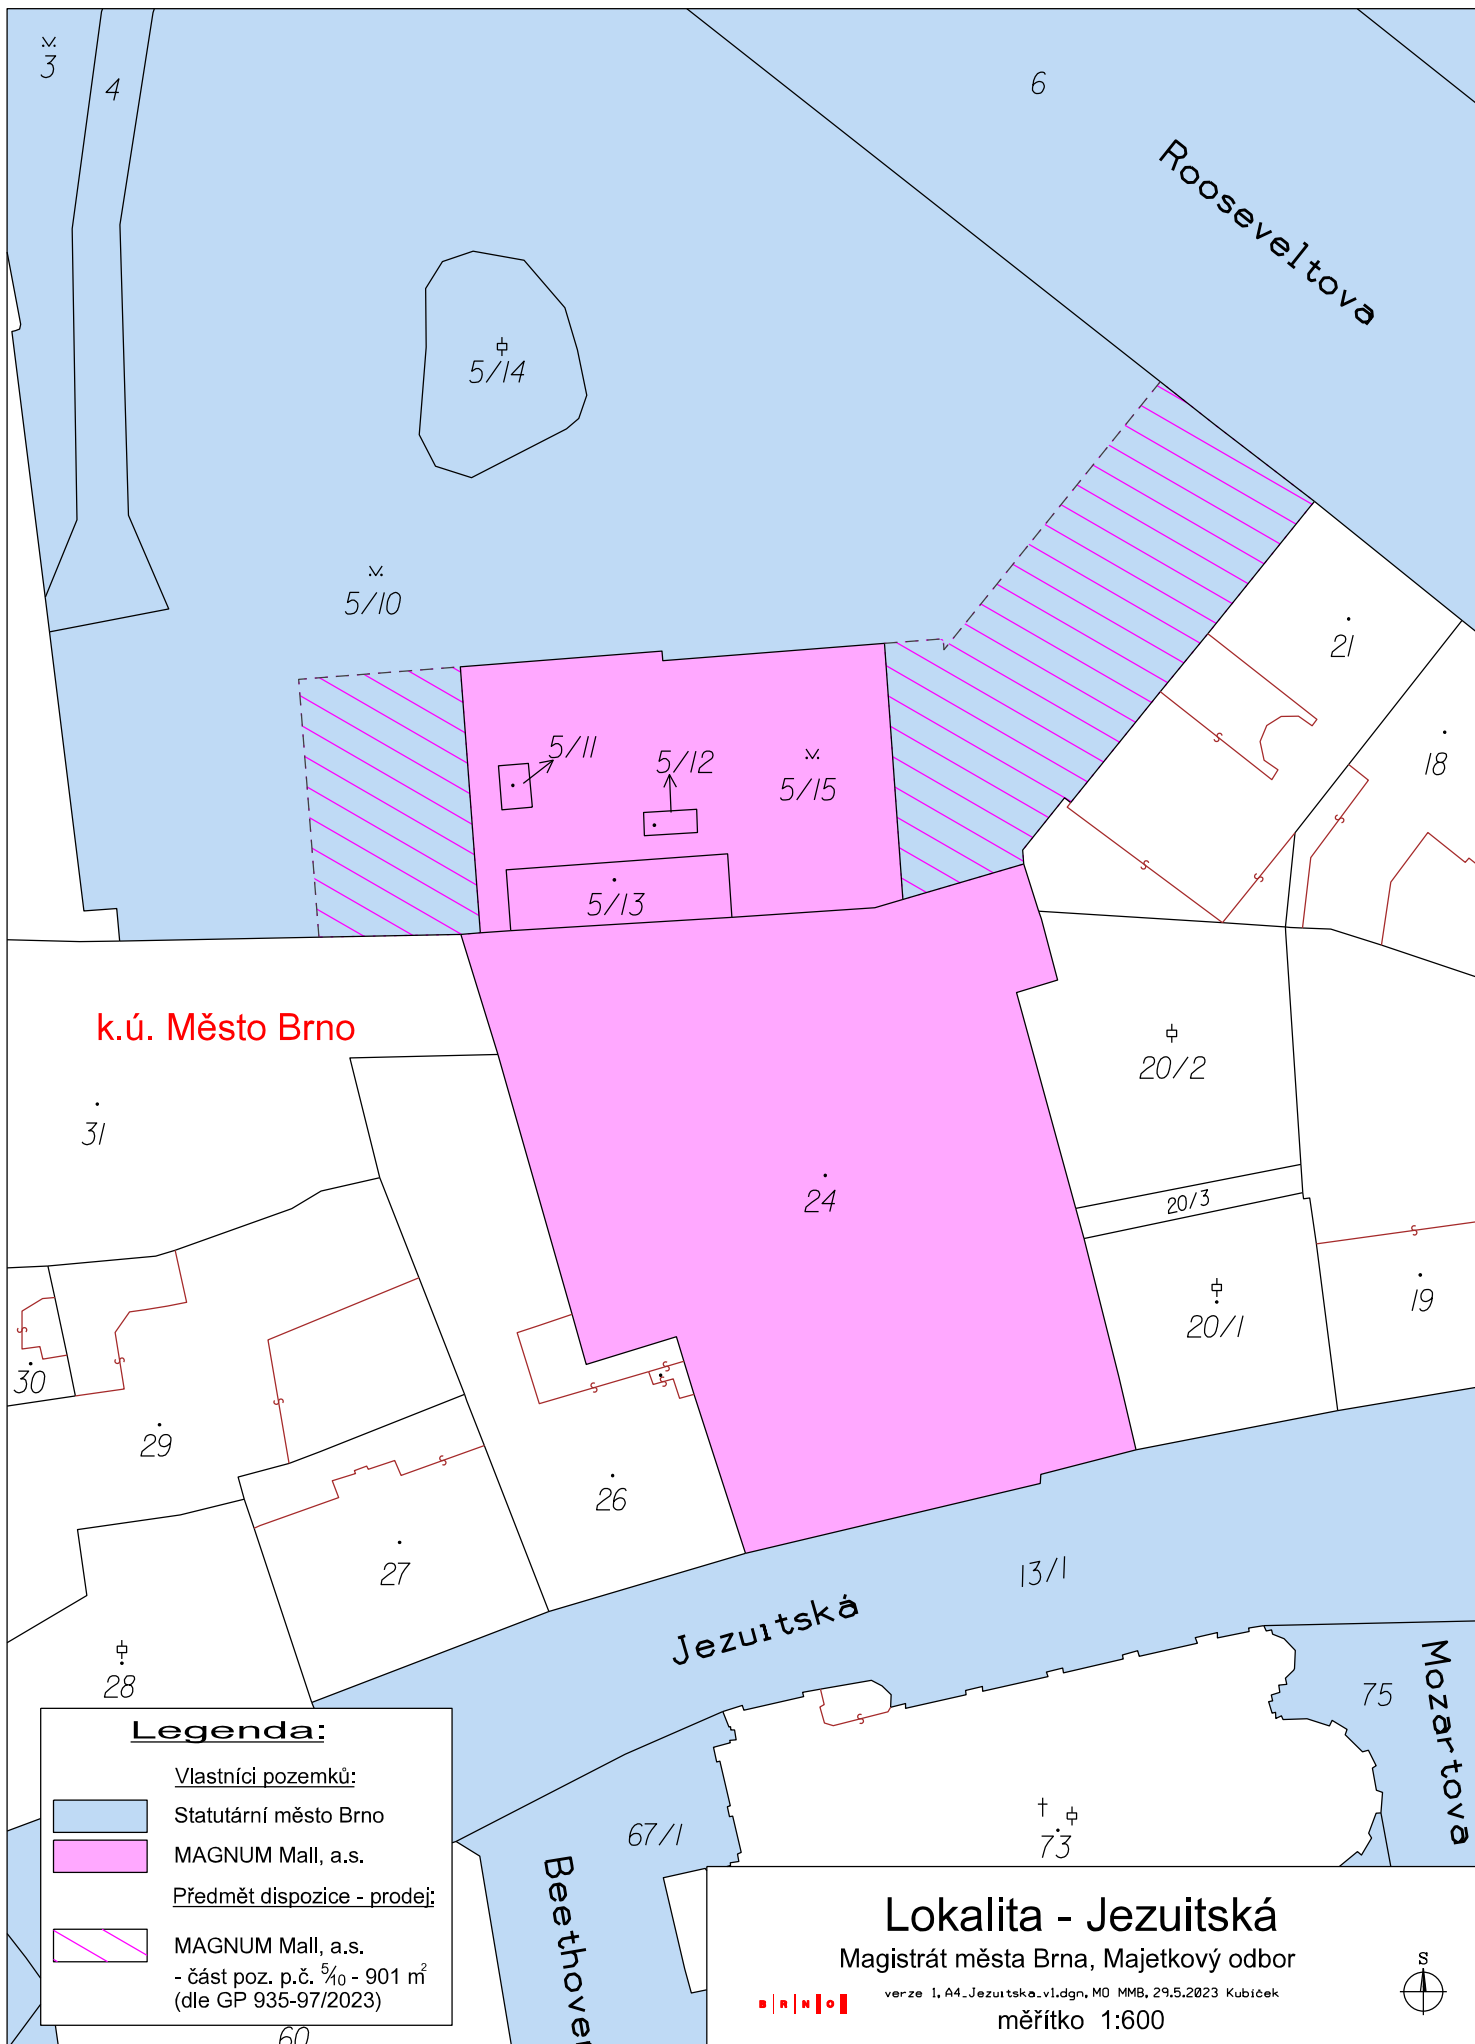 3
4
6
Rooseveltova
5/14
5/10
21
18
5/11
5/12
5/15
5/13
k.ú. Město Brno
20/2
31
24
20/3
20/1
19
30
29
26
27
13/1
Jezuitská
28
75
Mozartova
67/1
73
Beethover
60
Legenda:
Vlastníci pozemků:
Statutární město Brno
MAGNUM Mall, a.s.
Předmět dispozice - prodej:
MAGNUM Mall, a.s.
- část poz. p.č. 5/10 - 901 m²
(dle GP 935-97/2023)
Lokalita - Jezuitská
Magistrát města Brna, Majetkový odbor
BRNO
verze 1, A4_Jezuitska_v1.dgn, MO MMB, 29.5.2023 Kubíček
měřítko 1:600
S